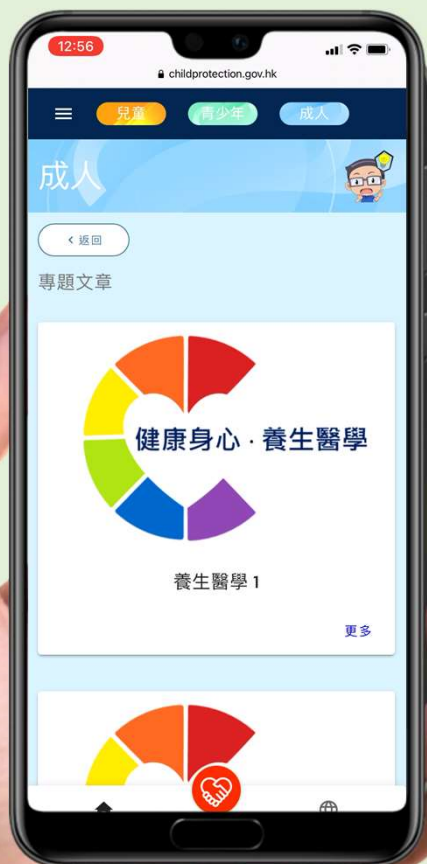 12:56
childprotection.gov.hk
兒童
青少年
成人
成人
返回
專題文章
健康身心 · 養生醫學
養生醫學 1
更多